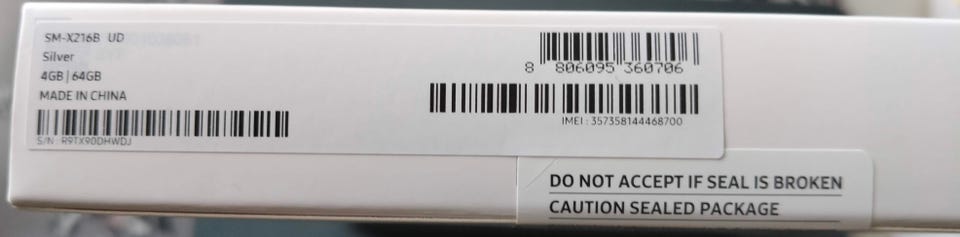 SM-X216B UD
Silver
4GB | 64GB
MADE IN CHINA
S/N: R9TX90DHWDJ
8 806095 360706
IMEI : 357358144468700
DO NOT ACCEPT IF SEAL IS BROKEN
CAUTION SEALED PACKAGE